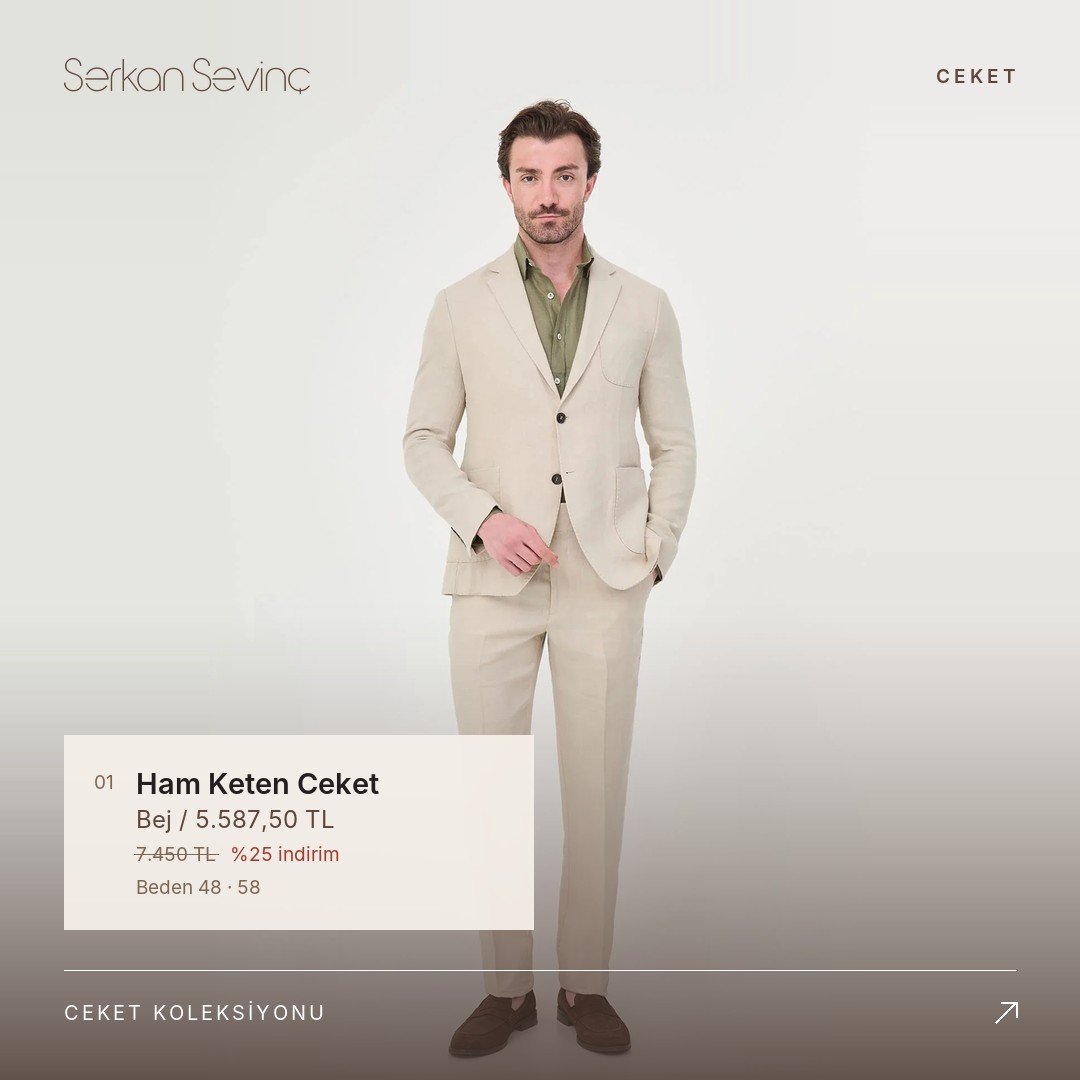 Serkan Sevinç
CEKET
01
Ham Keten Ceket
Bej / 5.587,50 TL
7.450 TL %25 indirim
Beden 48 · 58
CEKET KOLEKSİYONU